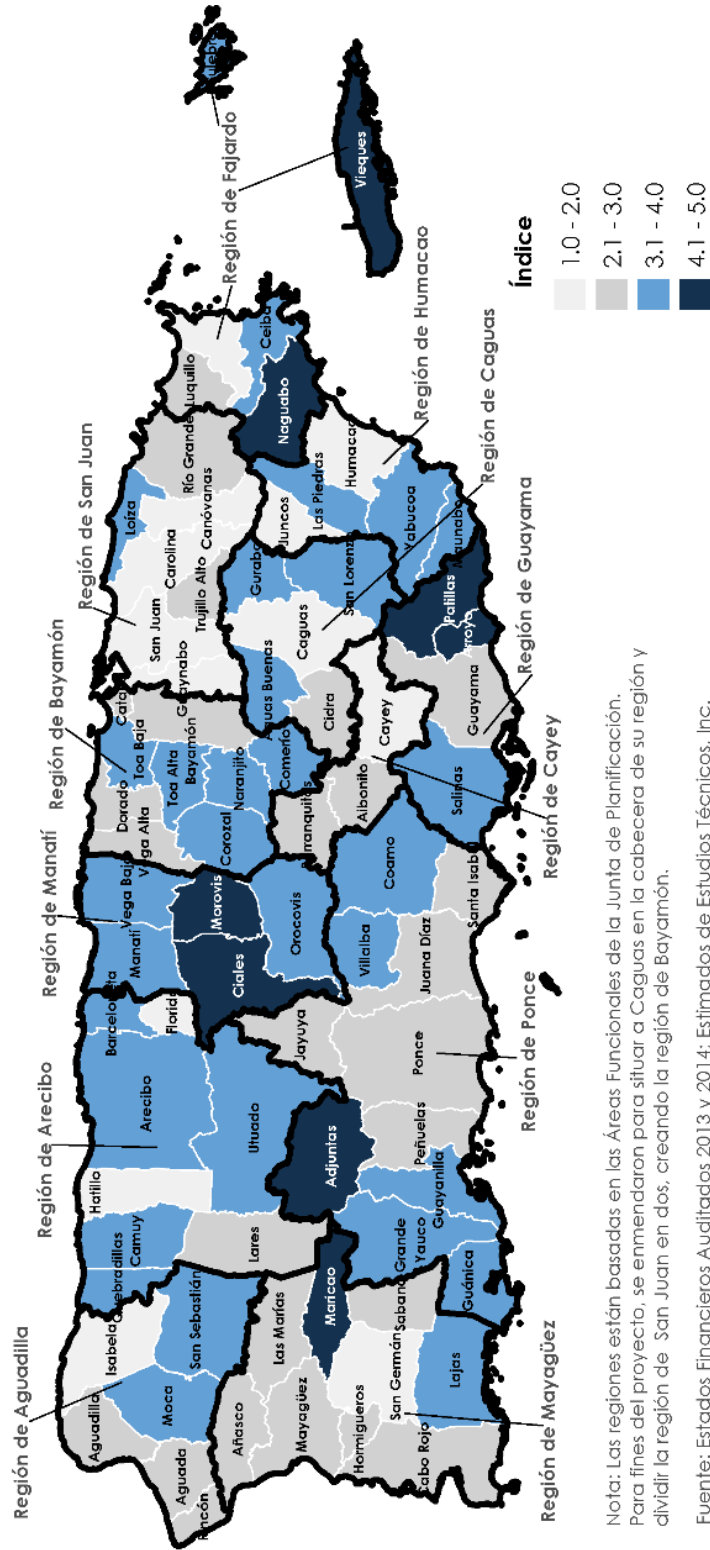 Región de Aguadilla
Región de Arecibo
Región de Manatí
Región de Bayamón
Región de San Juan
Región de Fajardo
Aguadilla
Isabela
Quebradillas
Camuy
Hatillo
Arecibo
Barceloneta
Florida
Manatí
Vega Baja
Vega Alta
Dorado
Toa Baja
Toa Alta
Cataño
Bayamón
Guaynabo
San Juan
Trujillo Alto
Carolina
Loíza
Canóvanas
Río Grande
Luquillo
Ceiba
Culebra
Vieques
Aguada
Rincón
Moca
San Sebastián
Lares
Utuado
Ciales
Morovis
Corozal
Naranjito
Comerío
Orocovis
Aguas Buenas
Caguas
Gurabo
San Lorenzo
Juncos
Las Piedras
Humacao
Naguabo
Yabucoa
Maunabo
Añasco
Mayagüez
Las Marías
Maricao
Hormigueros
San Germán
Sabana Grande
Cabo Rojo
Lajas
Guánica
Yauco
Guayanilla
Adjuntas
Peñuelas
Jayuya
Ponce
Juana Díaz
Villalba
Coamo
Santa Isabel
Barranquitas
Aibonito
Cidra
Cayey
Salinas
Guayama
Arroyo
Patillas
Región de Mayagüez
Región de Ponce
Región de Cayey
Región de Guayama
Región de Caguas
Región de Humacao
Índice
1.0 - 2.0
2.1 - 3.0
3.1 - 4.0
4.1 - 5.0
Nota: Las regiones están basadas en las Áreas Funcionales de la Junta de Planificación.
Para fines del proyecto, se enmendaron para situar a Caguas en la cabecera de su región y
dividir la región de San Juan en dos, creando la región de Bayamón.
Fuente: Estados Financieros Auditados 2013 y 2014; Estimados de Estudios Técnicos, Inc.